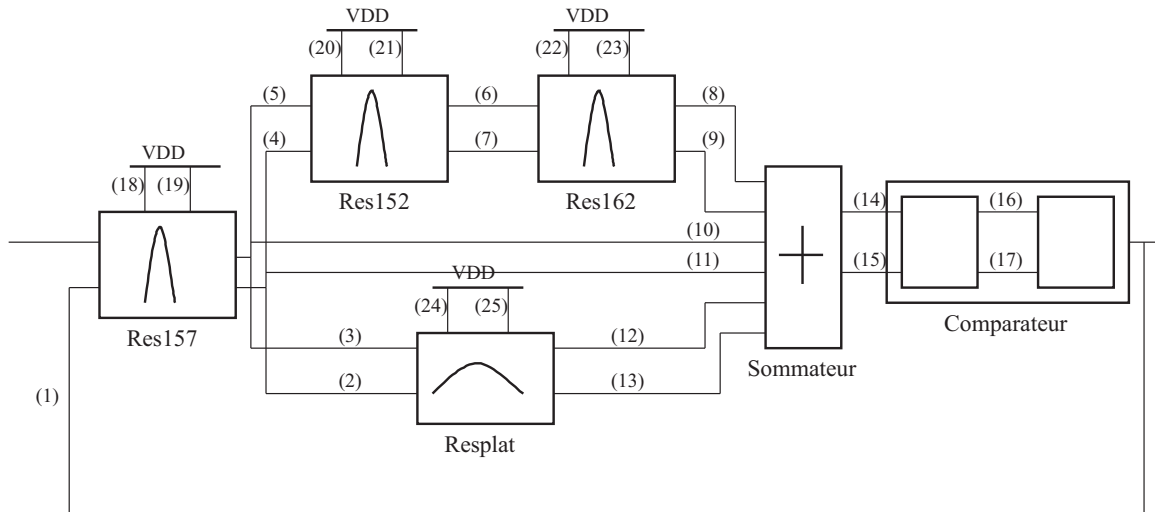 VDD VDD
(20) (21) (22) (23)
(5) (6) (8)
(4) (7) (9)
VDD
(18) (19)
Res152 Res162
(14) (16)
(10)
(11) (15) (17)
VDD
(24) (25)
Res157 (3) (12) Comparateur
Sommateur
(1) (2) (13)
Resplat